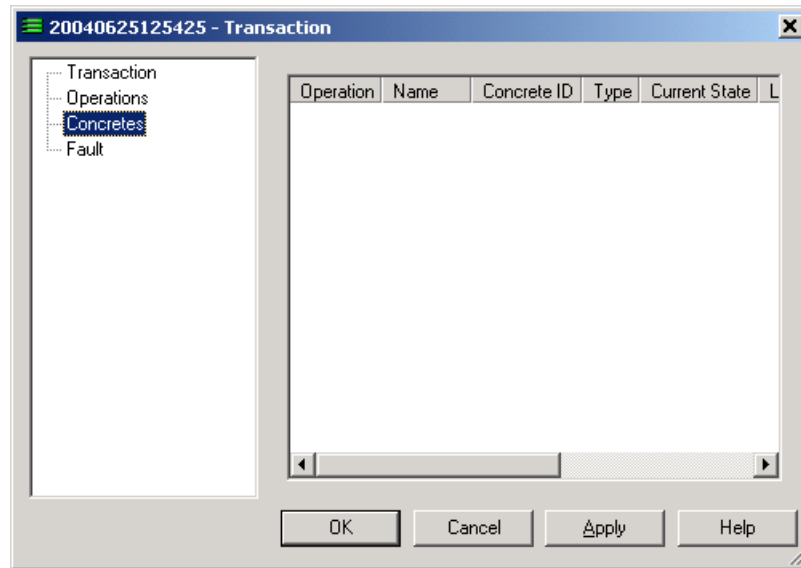 20040625125425 - Transaction
Transaction
Operations
Concretes
Fault
Operation Name Concrete ID Type Current State L
OK Cancel Apply Help